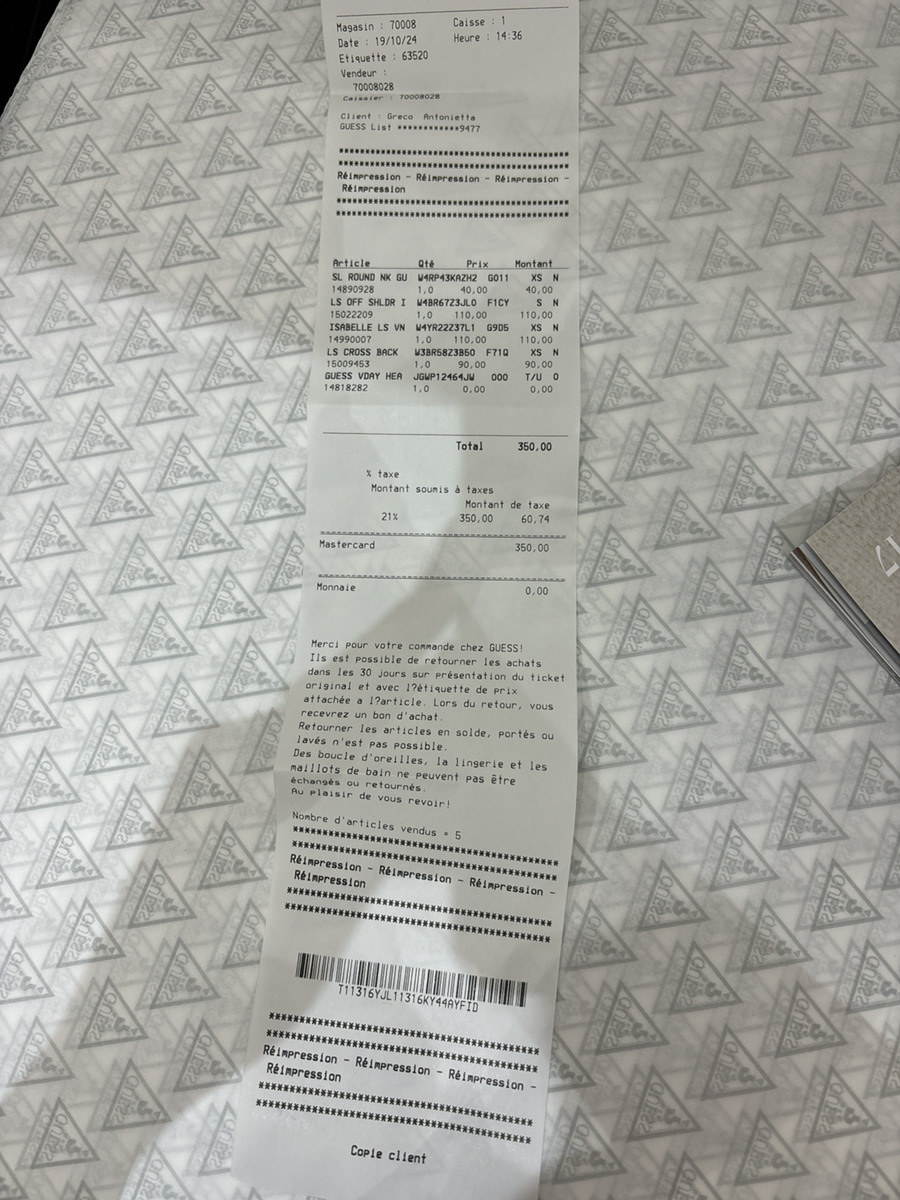 Magasin : 70008 Caisse : 1
Date : 19/10/24 Heure : 14:36
Etiquette : 63520
Vendeur :
70008028
Caissier : 70008028
Client : Greco Antonietta
GUESS List ************9477
****************************************
****************************************
Réimpression - Réimpression - Réimpression -
Réimpression
****************************************
****************************************
Article Qté Prix Montant
SL ROUND NK GU W4RP43KAZH2 G011 XS N
14890928 1,0 40,00 40,00
LS OFF SHLDR I W4BR67Z3JL0 F1CY S N
15022209 1,0 110,00 110,00
ISABELLE LS VN W4YR22Z37L1 G9D5 XS N
14990007 1,0 110,00 110,00
LS CROSS BACK W3BR58Z3B50 F71Q XS N
15009453 1,0 90,00 90,00
GUESS VDAY HEA JGWP12464JW 000 T/U O
14818282 1,0 0,00 0,00
Total 350,00
% taxe
Montant soumis à taxes
Montant de taxe
21% 350,00 60,74
Mastercard 350,00
Monnaie 0,00
Merci pour votre commande chez GUESS!
Ils est possible de retourner les achats
dans les 30 jours sur présentation du ticket
original et avec l?étiquette de prix
attachée a l?article. Lors du retour, vous
recevrez un bon d'achat.
Retourner les articles en solde, portés ou
lavés n'est pas possible.
Des boucle d'oreilles, la lingerie et les
maillots de bain ne peuvent pas être
échangés ou retournés.
Au plaisir de vous revoir!
Nombre d'articles vendus = 5
****************************************
****************************************
Réimpression - Réimpression - Réimpression -
Réimpression
****************************************
****************************************
T11316YJL11316KY44AYFID
****************************************
****************************************
Réimpression - Réimpression - Réimpression -
Réimpression
****************************************
****************************************
Copie client